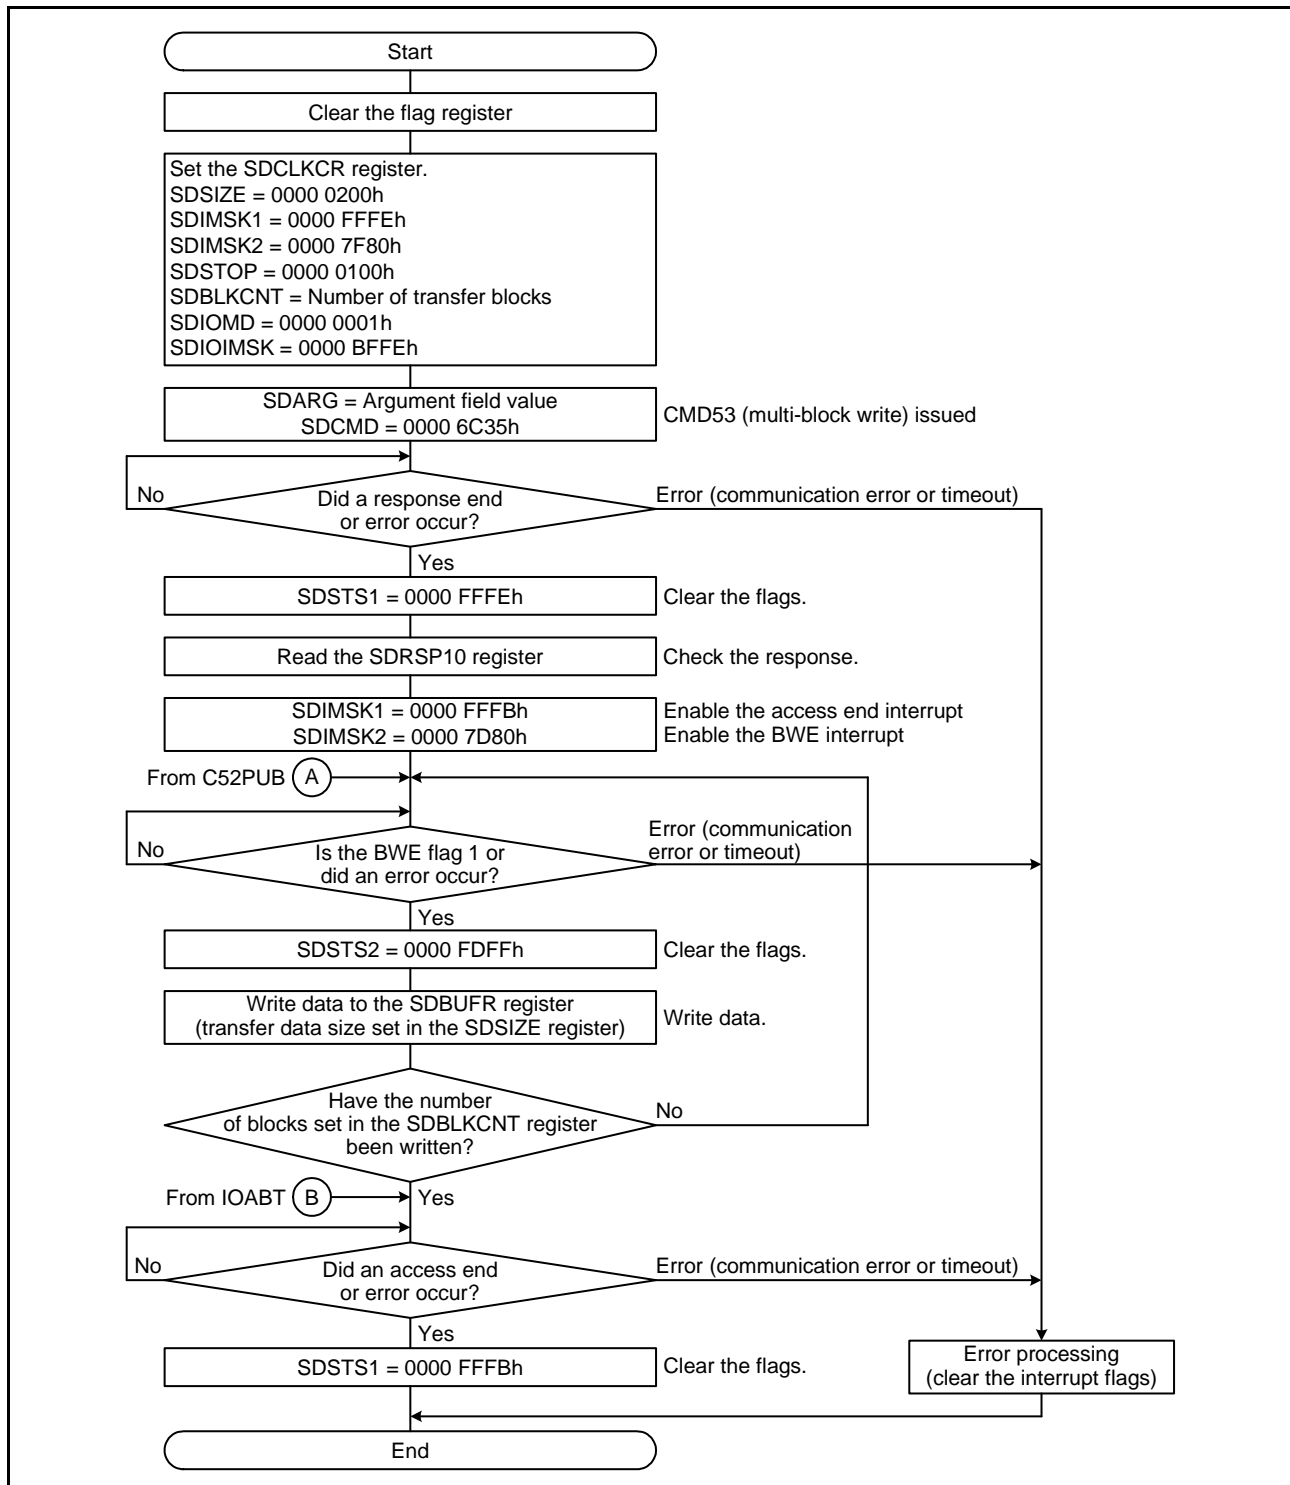 Start
Clear the flag register
Set the SDCLKCR register.
SDSIZE = 0000 0200h
SDIMSK1 = 0000 FFFEh
SDIMSK2 = 0000 7F80h
SDSTOP = 0000 0100h
SDBLKCNT = Number of transfer blocks
SDIOMD = 0000 0001h
SDIOIMSK = 0000 BFFEh
SDARG = Argument field value
SDCMD = 0000 6C35h
CMD53 (multi-block write) issued
No
Did a response end
or error occur?
Error (communication error or timeout)
Yes
SDSTS1 = 0000 FFFEh
Clear the flags.
Read the SDRSP10 register
Check the response.
SDIMSK1 = 0000 FFFBh
SDIMSK2 = 0000 7D80h
Enable the access end interrupt
Enable the BWE interrupt
From C52PUB A
No
Is the BWE flag 1 or
did an error occur?
Error (communication
error or timeout)
Yes
SDSTS2 = 0000 FDFFh
Clear the flags.
Write data to the SDBUFR register
(transfer data size set in the SDSIZE register)
Write data.
Have the number
of blocks set in the SDBLKCNT register
been written?
No
From IOABT B
Yes
No
Did an access end
or error occur?
Error (communication error or timeout)
Yes
SDSTS1 = 0000 FFFBh
Clear the flags.
Error processing
(clear the interrupt flags)
End